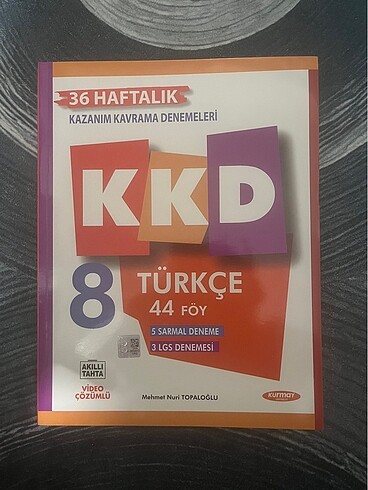 36 HAFTALIK
KAZANIM KAVRAMA DENEMELERİ
KKD
8
TÜRKÇE
44 FÖY
5 SARMAL DENEME
3 LGS DENEMESİ
AKILLI
TAHTA
VİDEO
ÇÖZÜMLÜ
Mehmet Nuri TOPALOĞLU
kurmay